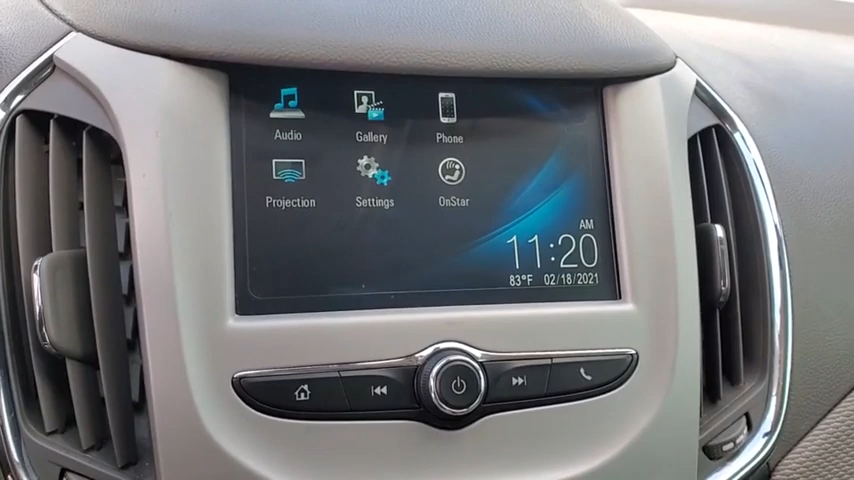 Audio
Gallery
Phone
Projection
Settings
OnStar
AM
11:20
83°F 02/18/2021